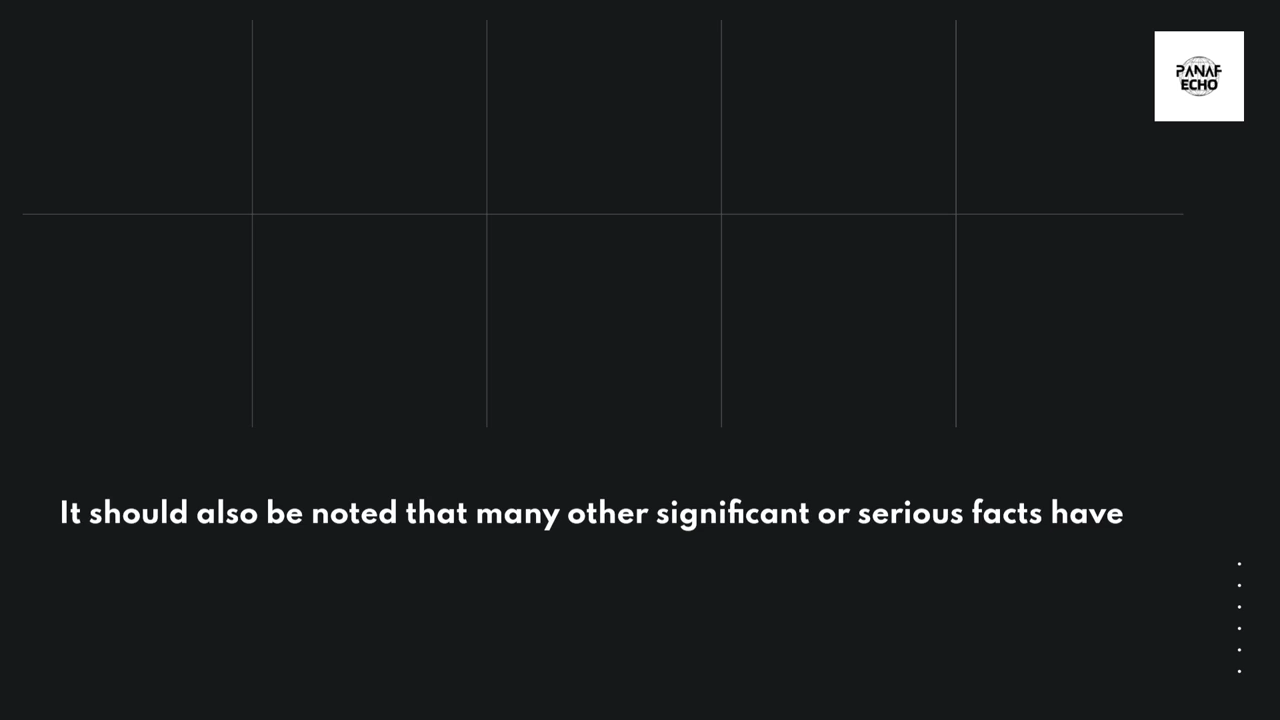 PANAF
ECHO
It should also be noted that many other significant or serious facts have